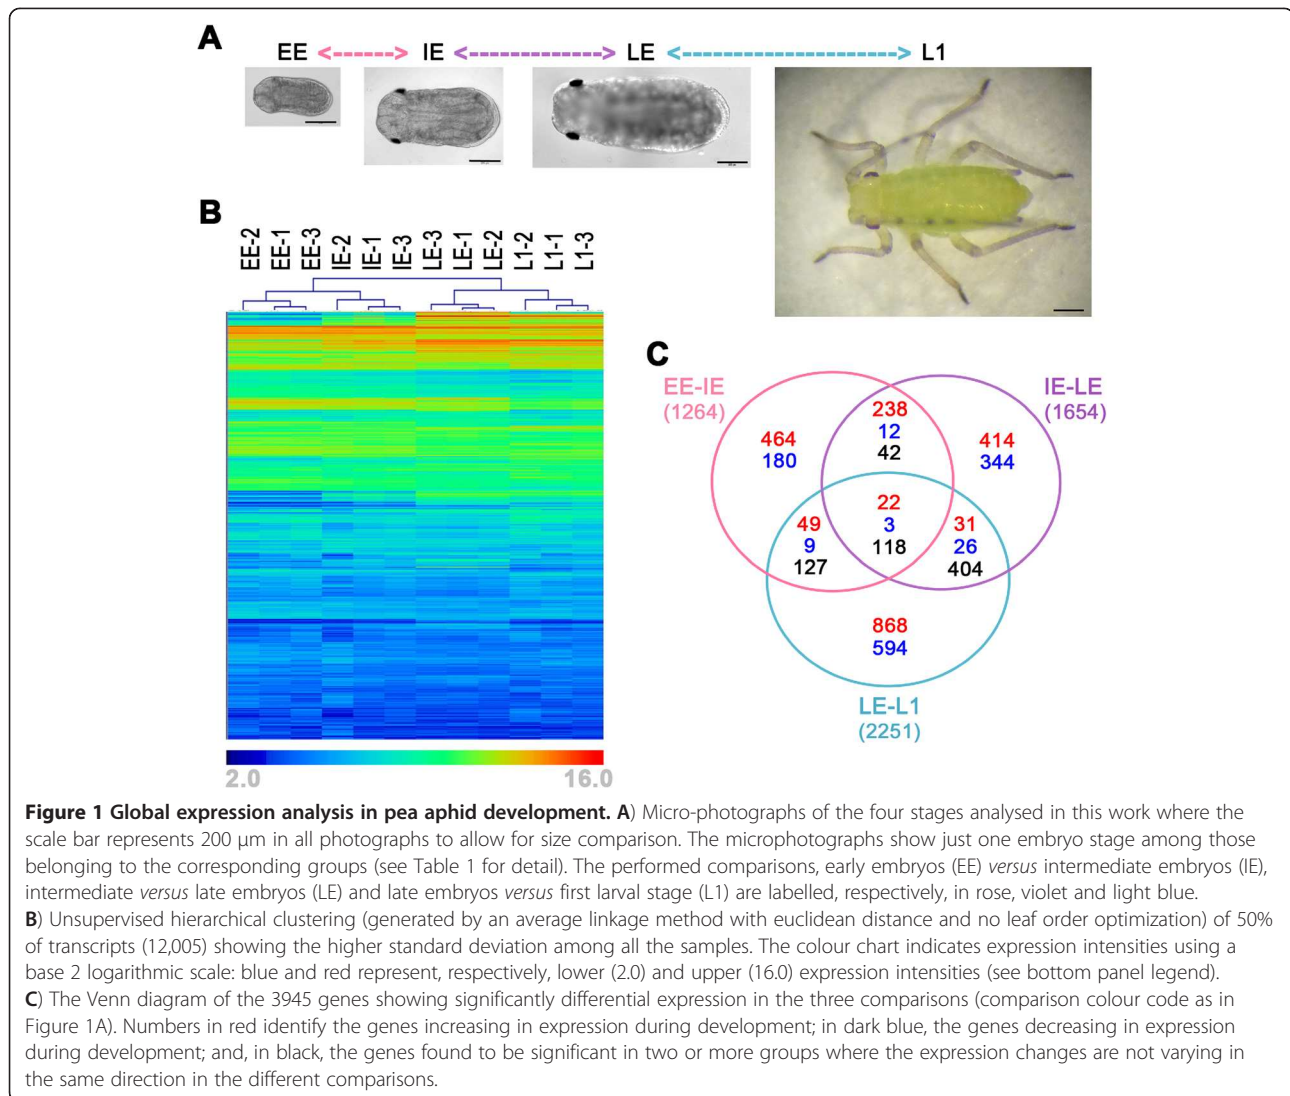 A
EE IE LE L1
B
EE-2 EE-1 EE-3 IE-2 IE-1 IE-3 LE-3 LE-1 LE-2 L1-2 L1-1 L1-3
2.0 16.0
C
EE-IE
(1264)
IE-LE
(1654)
238
12
42
464
180
414
344
22
3
118
49
9
127
31
26
404
868
594
LE-L1
(2251)
Figure 1 Global expression analysis in pea aphid development. A) Micro-photographs of the four stages analysed in this work where the
scale bar represents 200 μm in all photographs to allow for size comparison. The microphotographs show just one embryo stage among those
belonging to the corresponding groups (see Table 1 for detail). The performed comparisons, early embryos (EE) versus intermediate embryos (IE),
intermediate versus late embryos (LE) and late embryos versus first larval stage (L1) are labelled, respectively, in rose, violet and light blue.
B) Unsupervised hierarchical clustering (generated by an average linkage method with euclidean distance and no leaf order optimization) of 50%
of transcripts (12,005) showing the higher standard deviation among all the samples. The colour chart indicates expression intensities using a
base 2 logarithmic scale: blue and red represent, respectively, lower (2.0) and upper (16.0) expression intensities (see bottom panel legend).
C) The Venn diagram of the 3945 genes showing significantly differential expression in the three comparisons (comparison colour code as in
Figure 1A). Numbers in red identify the genes increasing in expression during development; in dark blue, the genes decreasing in expression
during development; and, in black, the genes found to be significant in two or more groups where the expression changes are not varying in
the same direction in the different comparisons.